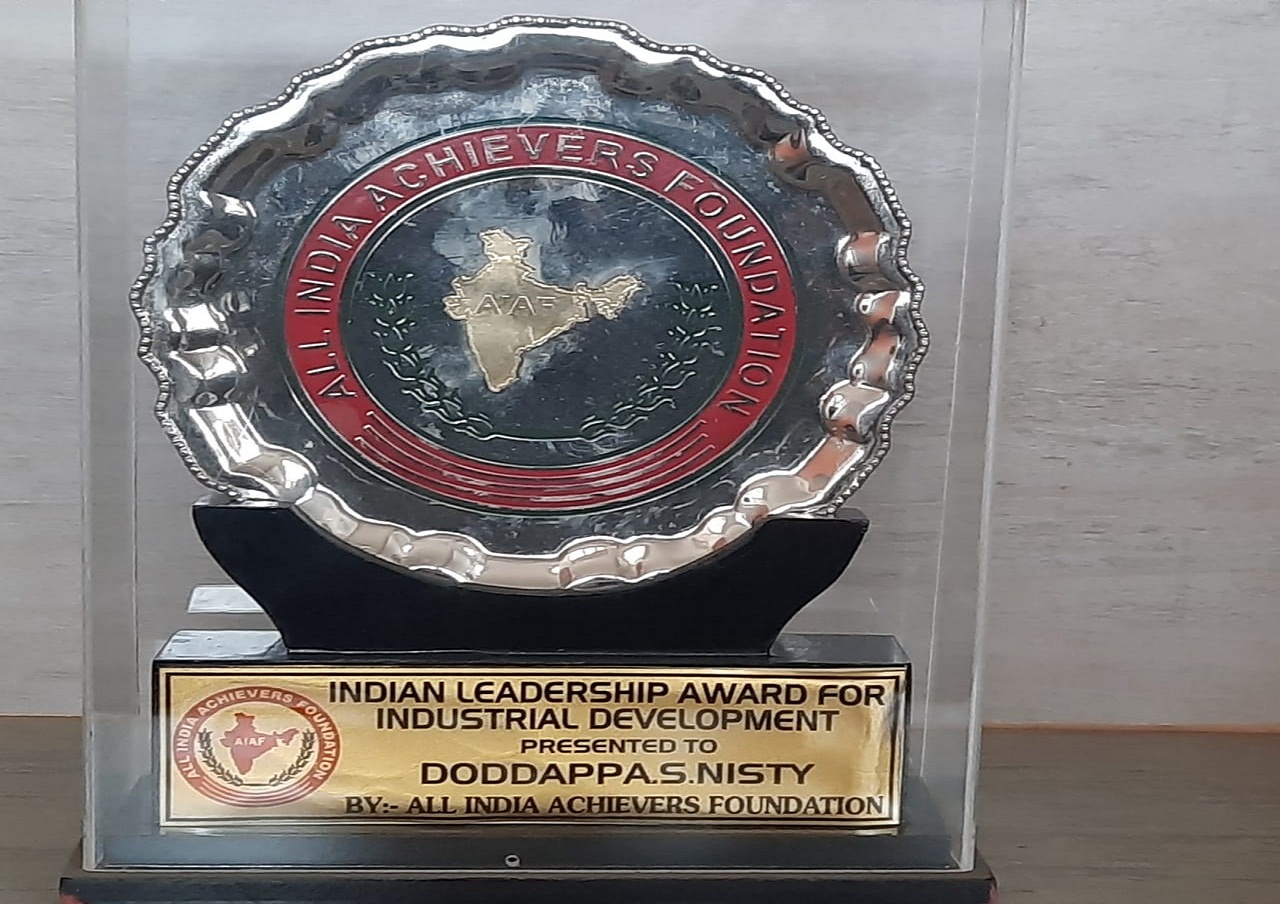 ALL INDIA ACHIEVERS FOUNDATION
AIAF
ALL INDIA ACHIEVERS FOUNDATION
AIAF
INDIAN LEADERSHIP AWARD FOR
INDUSTRIAL DEVELOPMENT
PRESENTED TO
DODDAPPA.S.NISTY
BY:- ALL INDIA ACHIEVERS FOUNDATION